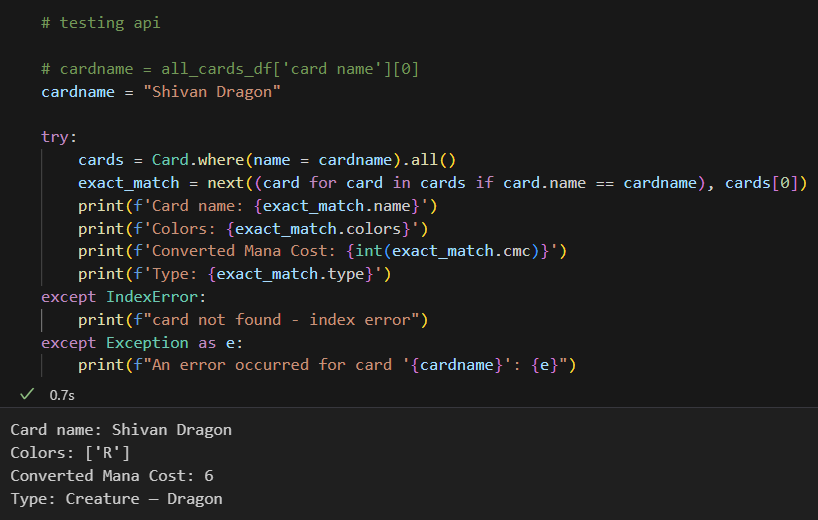 # testing api
# cardname = all_cards_df['card name'][0]
cardname = "Shivan Dragon"
try:
    cards = Card.where(name = cardname).all()
    exact_match = next((card for card in cards if card.name == cardname), cards[0])
    print(f'Card name: {exact_match.name}')
    print(f'Colors: {exact_match.colors}')
    print(f'Converted Mana Cost: {int(exact_match.cmc)}')
    print(f'Type: {exact_match.type}')
except IndexError:
    print(f"card not found - index error")
except Exception as e:
    print(f"An error occurred for card '{cardname}': {e}")
✓ 0.7s
Card name: Shivan Dragon
Colors: ['R']
Converted Mana Cost: 6
Type: Creature — Dragon